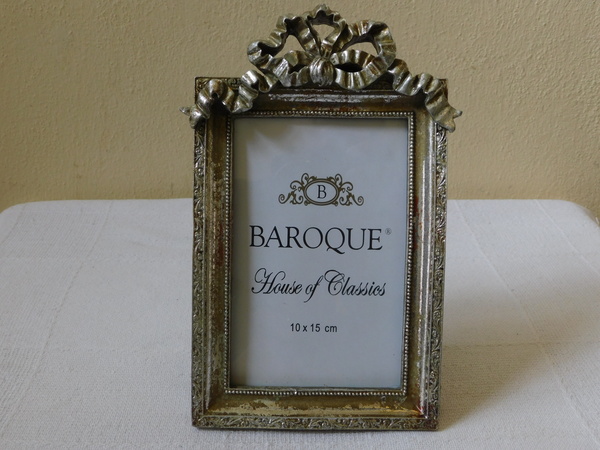 B
BAROQUE®
House of Classics
10 x 15 cm